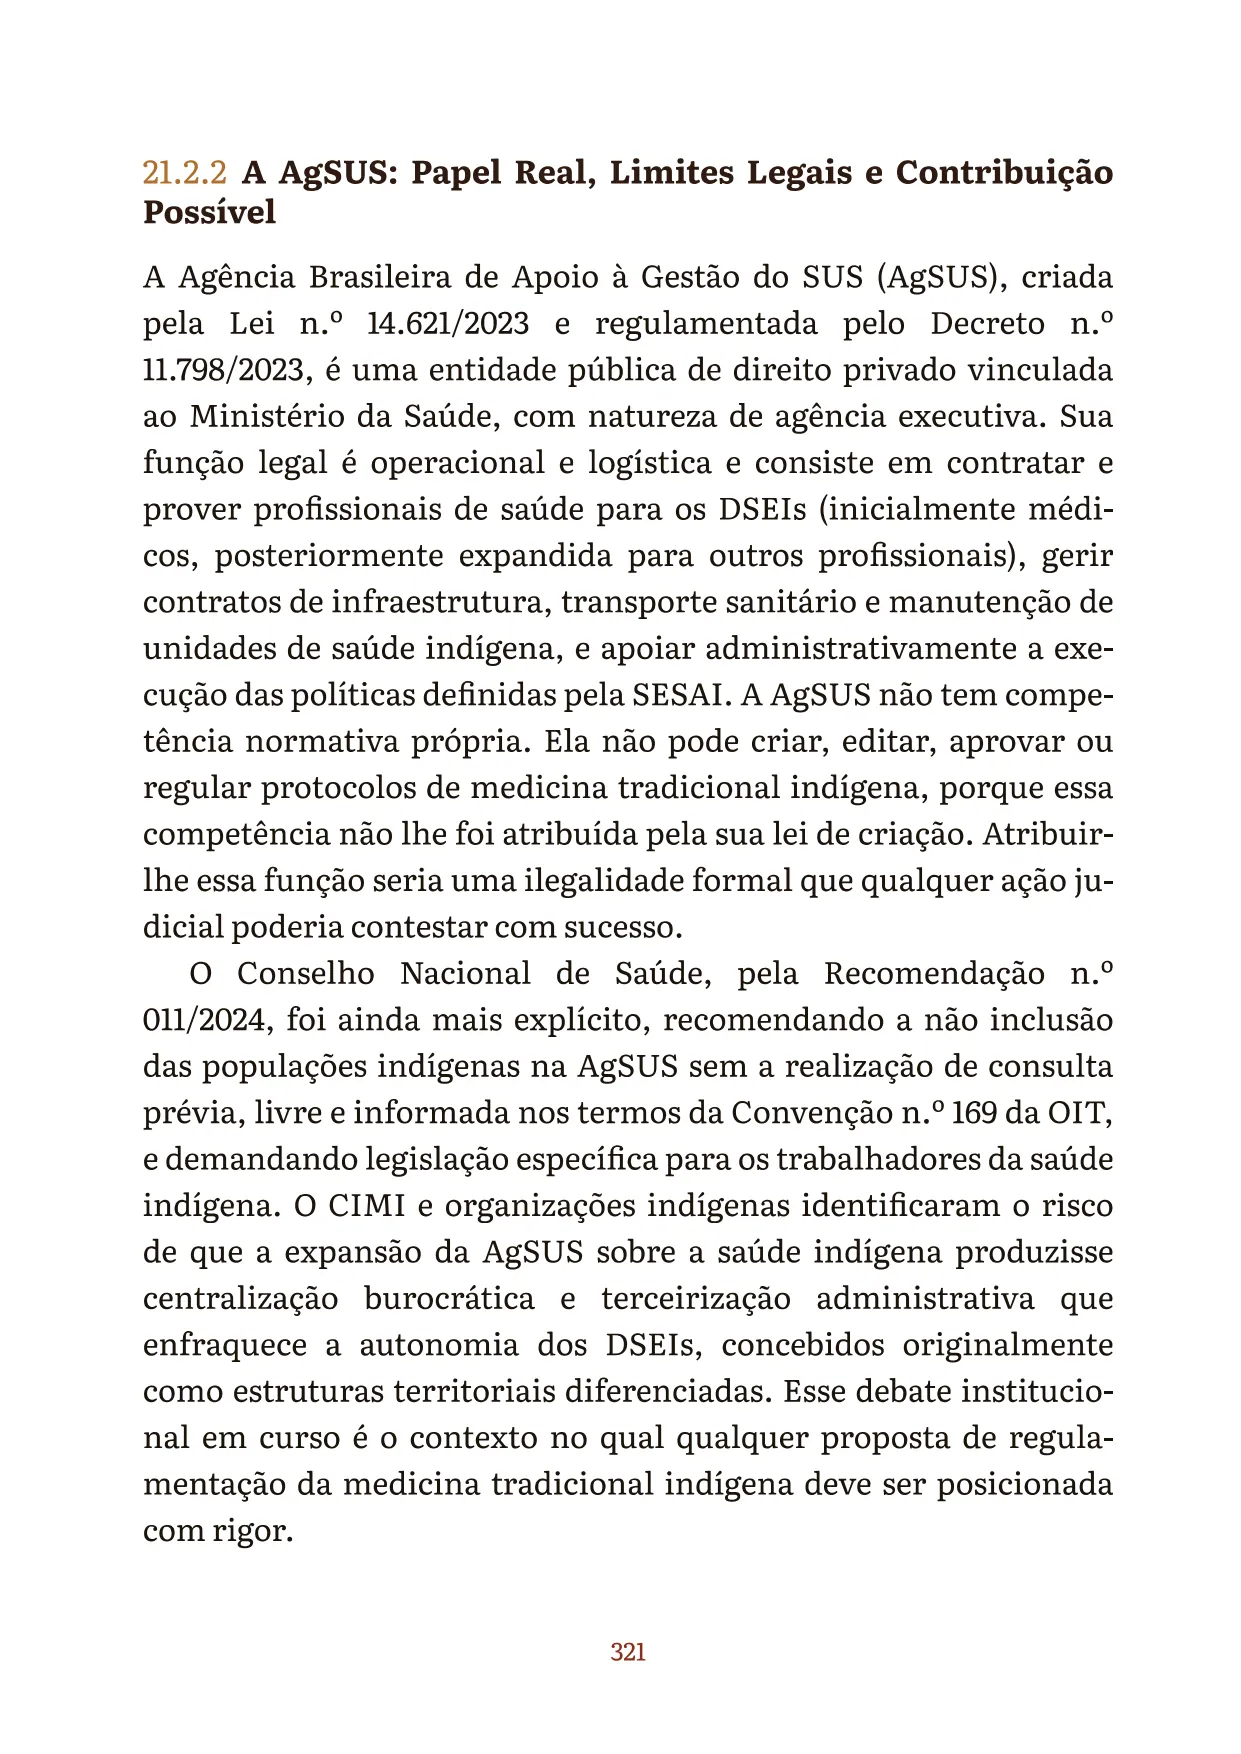 21.2.2 A AgSUS: Papel Real, Limites Legais e Contribuição
Possível
A Agência Brasileira de Apoio à Gestão do SUS (AgSUS), criada
pela Lei n.º 14.621/2023 e regulamentada pelo Decreto n.º
11.798/2023, é uma entidade pública de direito privado vinculada
ao Ministério da Saúde, com natureza de agência executiva. Sua
função legal é operacional e logística e consiste em contratar e
prover profissionais de saúde para os DSEIs (inicialmente médi-
cos, posteriormente expandida para outros profissionais), gerir
contratos de infraestrutura, transporte sanitário e manutenção de
unidades de saúde indígena, e apoiar administrativamente a exe-
cução das políticas definidas pela SESAI. A AgSUS não tem compe-
tência normativa própria. Ela não pode criar, editar, aprovar ou
regular protocolos de medicina tradicional indígena, porque essa
competência não lhe foi atribuída pela sua lei de criação. Atribuir-
lhe essa função seria uma ilegalidade formal que qualquer ação ju-
dicial poderia contestar com sucesso.
O Conselho Nacional de Saúde, pela Recomendação n.º
011/2024, foi ainda mais explícito, recomendando a não inclusão
das populações indígenas na AgSUS sem a realização de consulta
prévia, livre e informada nos termos da Convenção n.º 169 da OIT,
e demandando legislação específica para os trabalhadores da saúde
indígena. O CIMI e organizações indígenas identificaram o risco
de que a expansão da AgSUS sobre a saúde indígena produzisse
centralização burocrática e terceirização administrativa que
enfraquece a autonomia dos DSEIs, concebidos originalmente
como estruturas territoriais diferenciadas. Esse debate institucio-
nal em curso é o contexto no qual qualquer proposta de regula-
mentação da medicina tradicional indígena deve ser posicionada
com rigor.
321